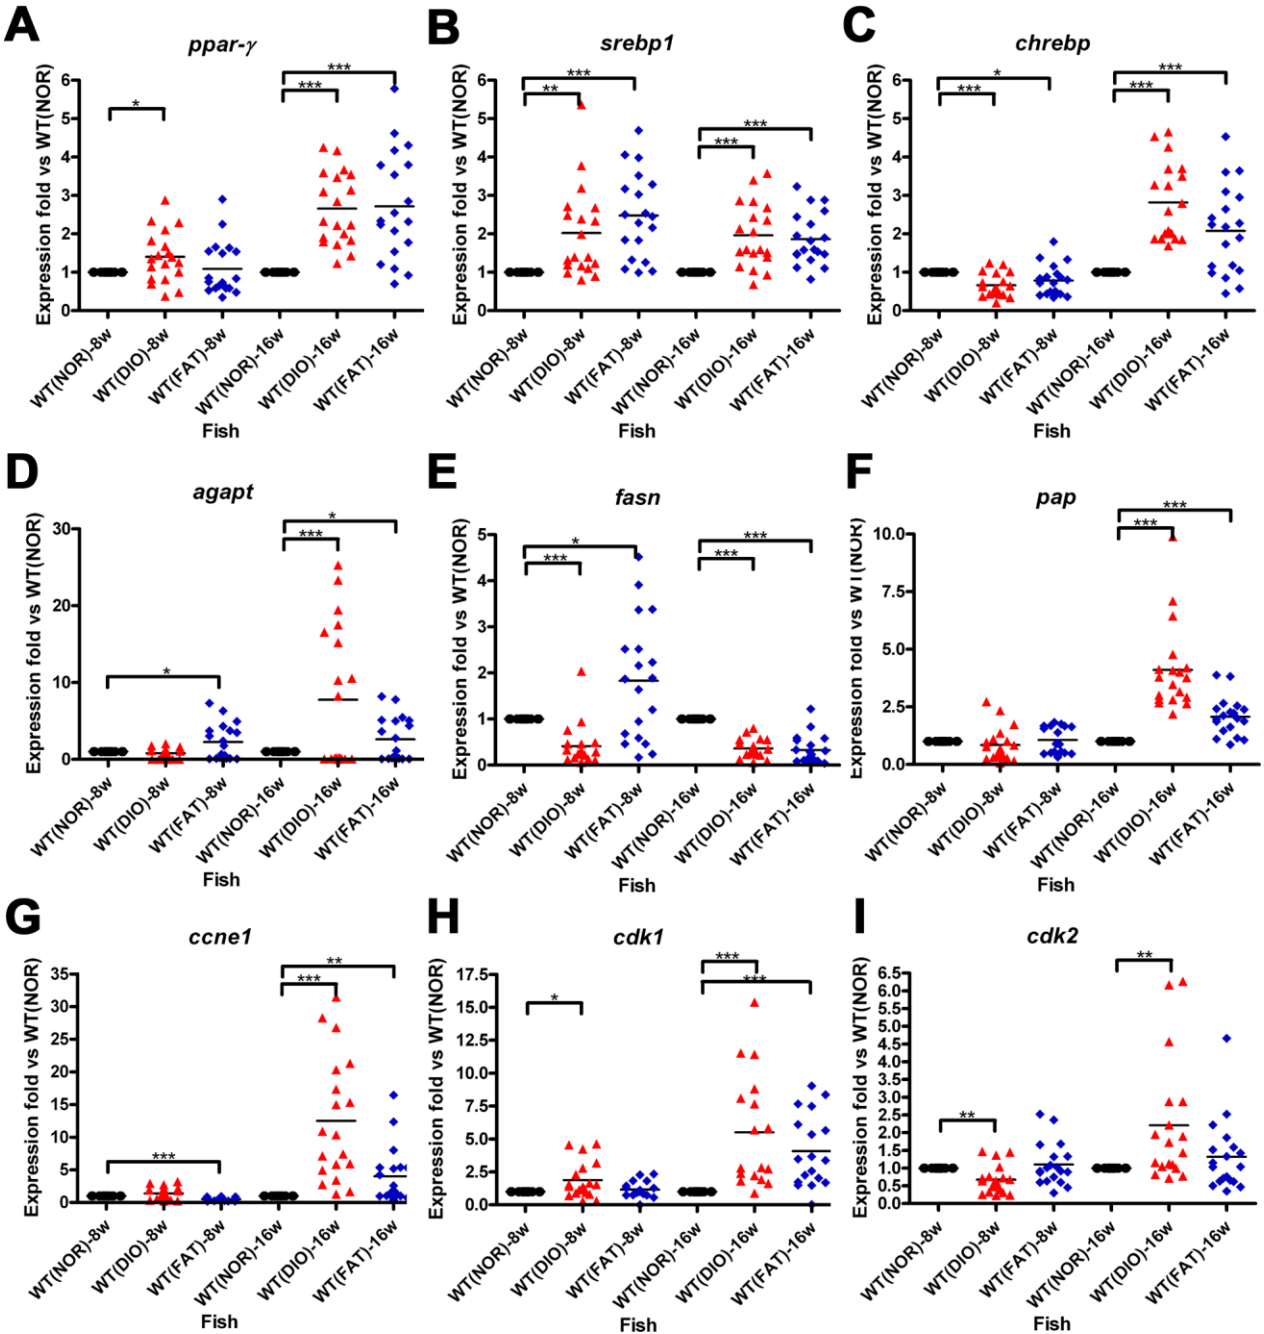 A
ppar-γ
Expression fold vs WT(NOR)
6
5
4
3
2
1
0
*
***
***
WT(NOR)-8w
WT(DIO)-8w
WT(FAT)-8w
WT(NOR)-16w
WT(DIO)-16w
WT(FAT)-16w
Fish
B
srebp1
Expression fold vs WT(NOR)
6
5
4
3
2
1
0
***
**
***
***
WT(NOR)-8w
WT(DIO)-8w
WT(FAT)-8w
WT(NOR)-16w
WT(DIO)-16w
WT(FAT)-16w
Fish
C
chrebp
Expression fold vs WT(NOR)
6
5
4
3
2
1
0
*
***
***
***
WT(NOR)-8w
WT(DIO)-8w
WT(FAT)-8w
WT(NOR)-16w
WT(DIO)-16w
WT(FAT)-16w
Fish
D
agapt
Expression fold vs WT(NOR)
30
20
10
0
*
*
***
WT(NOR)-8w
WT(DIO)-8w
WT(FAT)-8w
WT(NOR)-16w
WT(DIO)-16w
WT(FAT)-16w
Fish
E
fasn
Expression fold vs WT(NOR)
5
4
3
2
1
0
*
***
***
***
WT(NOR)-8w
WT(DIO)-8w
WT(FAT)-8w
WT(NOR)-16w
WT(DIO)-16w
WT(FAT)-16w
Fish
F
pap
Expression fold vs WT(NOR)
10.0
7.5
5.0
2.5
0.0
***
***
WT(NOR)-8w
WT(DIO)-8w
WT(FAT)-8w
WT(NOR)-16w
WT(DIO)-16w
WT(FAT)-16w
Fish
G
ccne1
Expression fold vs WT(NOR)
35
30
25
20
15
10
5
0
***
**
***
WT(NOR)-8w
WT(DIO)-8w
WT(FAT)-8w
WT(NOR)-16w
WT(DIO)-16w
WT(FAT)-16w
Fish
H
cdk1
Expression fold vs WT(NOR)
17.5
15.0
12.5
10.0
7.5
5.0
2.5
0.0
*
***
***
WT(NOR)-8w
WT(DIO)-8w
WT(FAT)-8w
WT(NOR)-16w
WT(DIO)-16w
WT(FAT)-16w
Fish
I
cdk2
Expression fold vs WT(NOR)
6.5
6.0
5.5
5.0
4.5
4.0
3.5
3.0
2.5
2.0
1.5
1.0
0.5
0.0
**
**
WT(NOR)-8w
WT(DIO)-8w
WT(FAT)-8w
WT(NOR)-16w
WT(DIO)-16w
WT(FAT)-16w
Fish